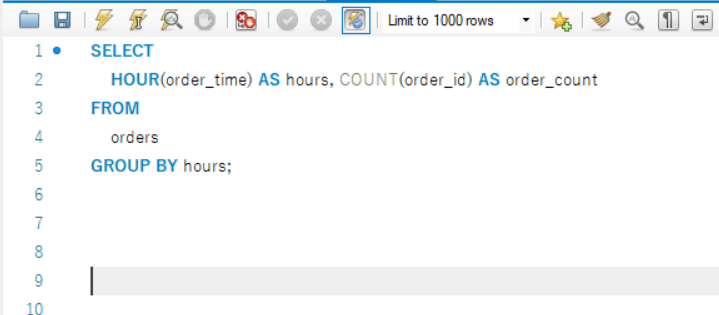 Limit to 1000 rows
1 SELECT
2 HOUR(order_time) AS hours, COUNT(order_id) AS order_count
3 FROM
4 orders
5 GROUP BY hours;
6
7
8
9
10